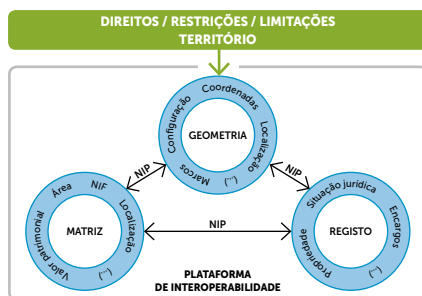 DIREITOS / RESTRIÇÕES / LIMITAÇÕES
TERRITÓRIO
Configuração
Coordenadas
Localização
(...)
Marcos
GEOMETRIA
NIP
NIP
Valor patrimonial
Área
NIF
Localização
(...)
MATRIZ
NIP
Propriedade
Situação jurídica
Encargos
(...)
REGISTO
PLATAFORMA
DE INTEROPERABILIDADE